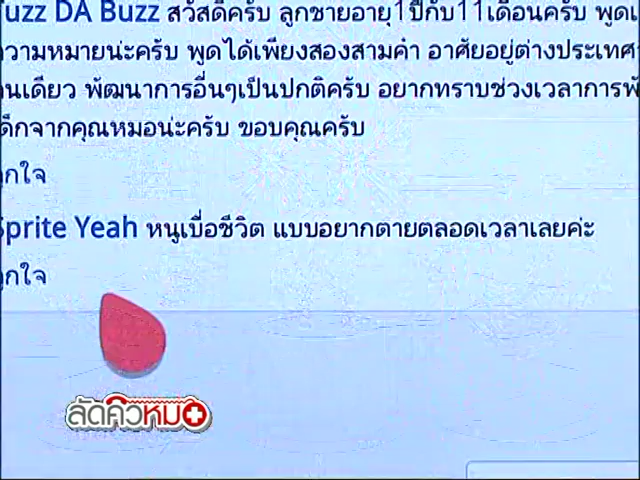 uzz DA Buzz สวัสดีครับ ลูกชายอายุ1ปีกับ11เดือนครับ พูด
ความหมายน่ะครับ พูดได้เพียงสองสามคำ อาศัยอยู่ต่างประเทศ
คนเดียว พัฒนาการอื่นๆเป็นปกติครับ อยากทราบช่วงเวลาการ
เด็กจากคุณหมอน่ะครับ ขอบคุณครับ
ถูกใจ
Sprite Yeah หนูเบื่อชีวิต แบบอยากตายตลอดเวลาเลยค่ะ
ถูกใจ
ลัดคิวหมอ